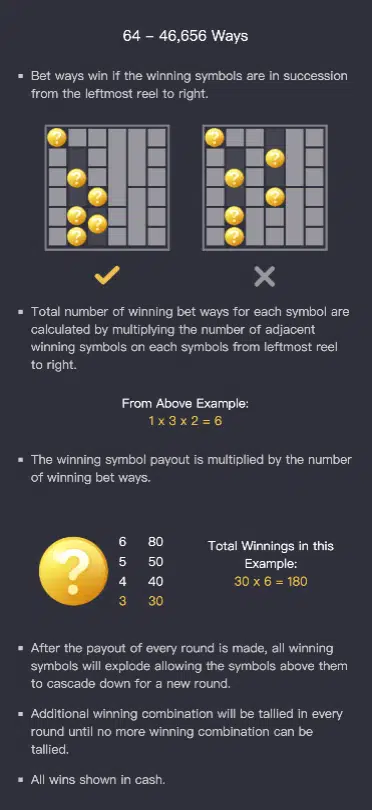 64 – 46,656 Ways
▪ Bet ways win if the winning symbols are in succession
from the leftmost reel to right.
? ? ? ? ? ? ?
? ? ? ? ? ?
▪ Total number of winning bet ways for each symbol are
calculated by multiplying the number of adjacent
winning symbols on each symbols from leftmost reel
to right.
From Above Example:
1 x 3 x 2 = 6
▪ The winning symbol payout is multiplied by the number
of winning bet ways.
?
6 80
5 50
4 40
3 30
Total Winnings in this
Example:
30 x 6 = 180
▪ After the payout of every round is made, all winning
symbols will explode allowing the symbols above them
to cascade down for a new round.
▪ Additional winning combination will be tallied in every
round until no more winning combination can be
tallied.
▪ All wins shown in cash.